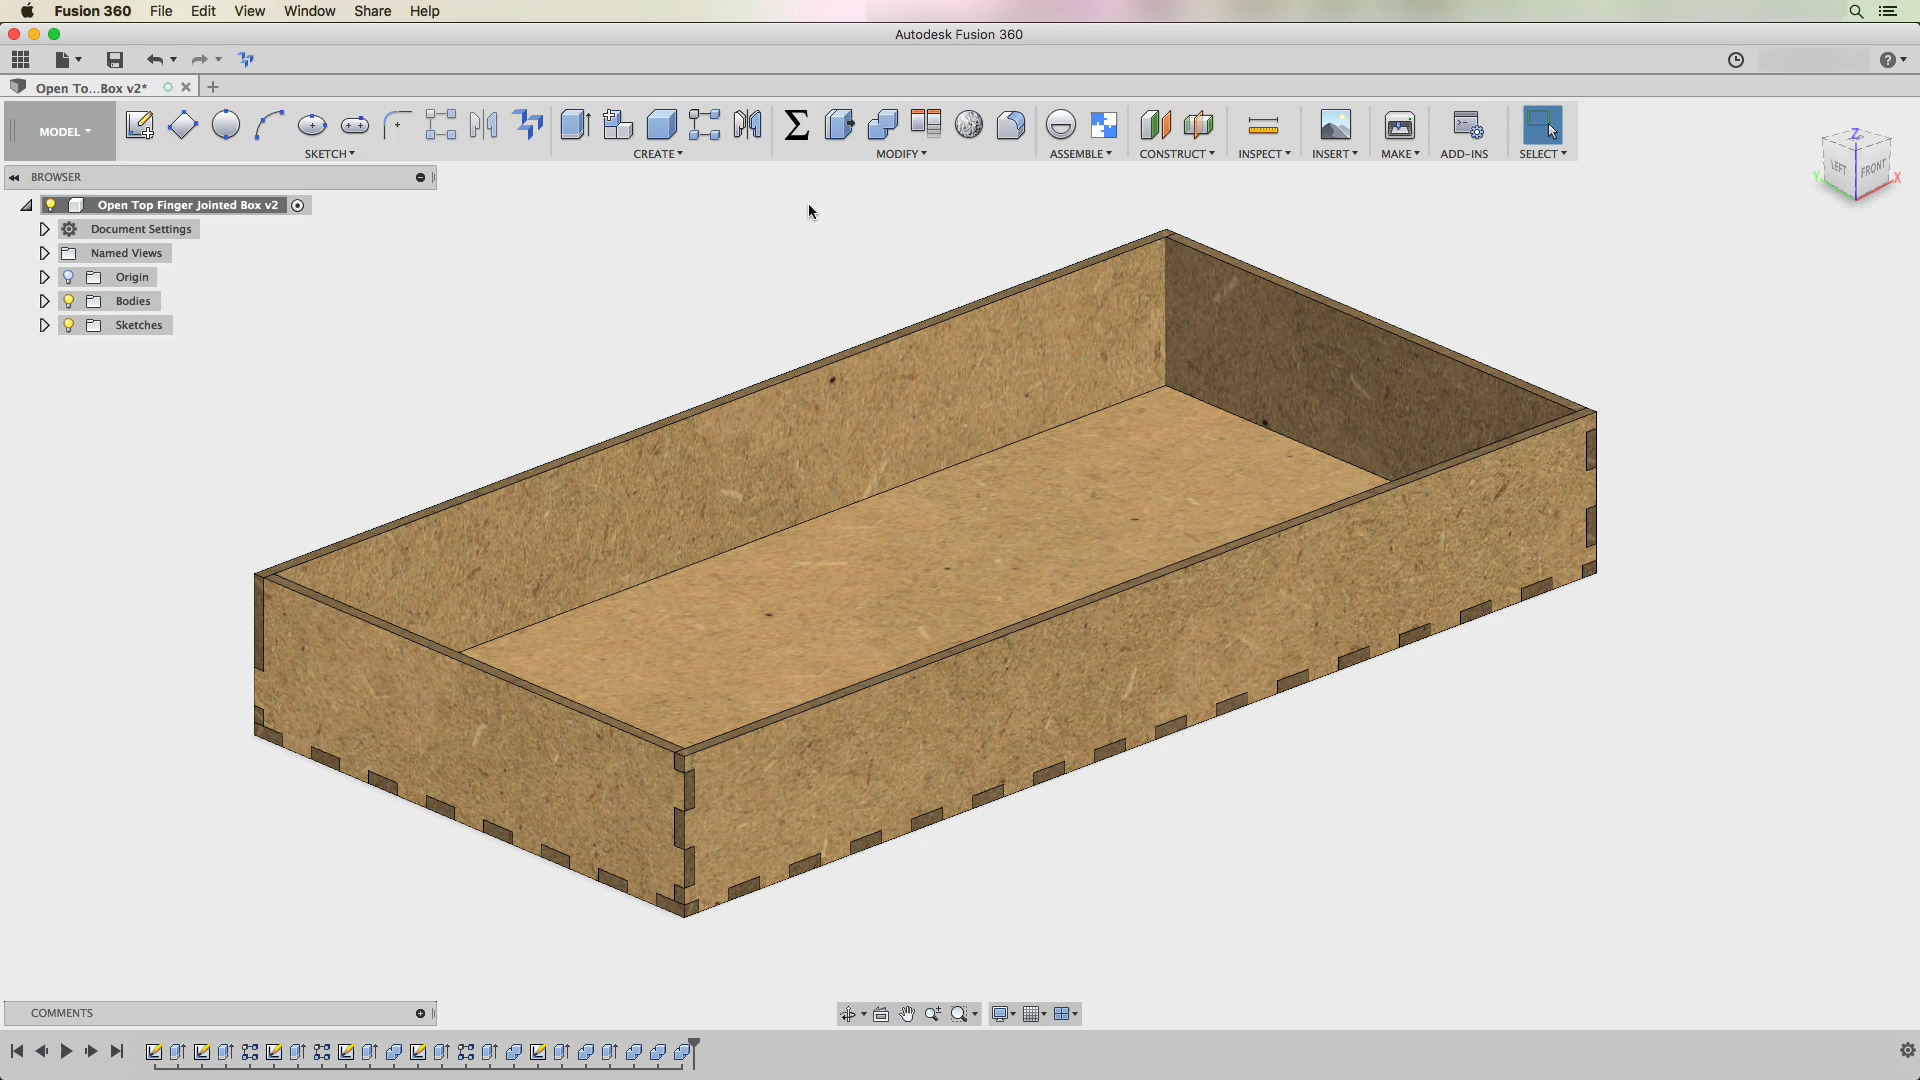 Fusion 360 File Edit View Window Share Help
Autodesk Fusion 360
Open To...Box v2*
MODEL
SKETCH CREATE MODIFY ASSEMBLE CONSTRUCT INSPECT INSERT MAKE ADD-INS SELECT
BROWSER
Open Top Finger Jointed Box v2
Document Settings
Named Views
Origin
Bodies
Sketches
Z
LEFT FRONT
Y X
COMMENTS